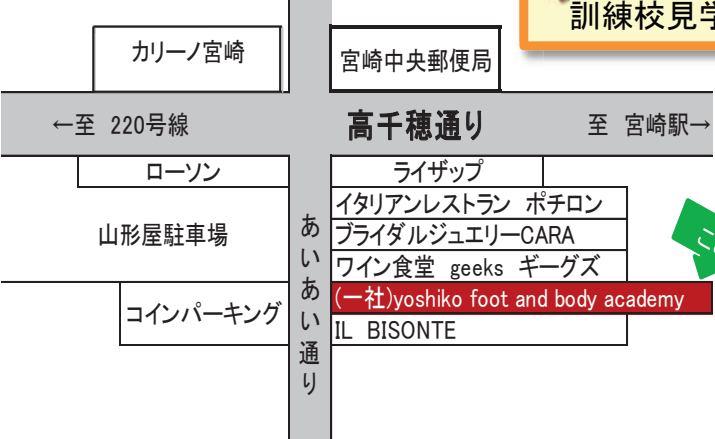 訓練校見学
カリーノ宮崎
宮崎中央郵便局
←至 220号線
高千穂通り
至 宮崎駅→
ローソン
ライザップ
山形屋駐車場
イタリアンレストラン ポチロン
ブライダルジュエリーCARA
ワイン食堂 geeks ギーグズ
コインパーキング
(一社)yoshiko foot and body academy
IL BISONTE
あいあい通り